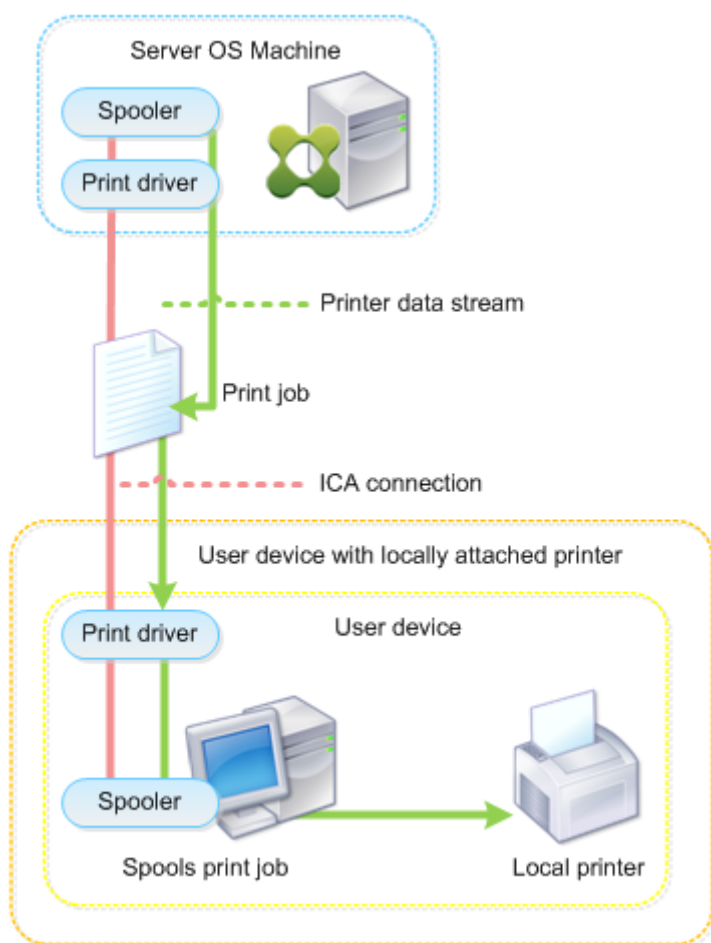 Server OS Machine
Spooler
Print driver
Printer data stream
Print job
ICA connection
User device with locally attached printer
Print driver
User device
Spooler
Spools print job
Local printer